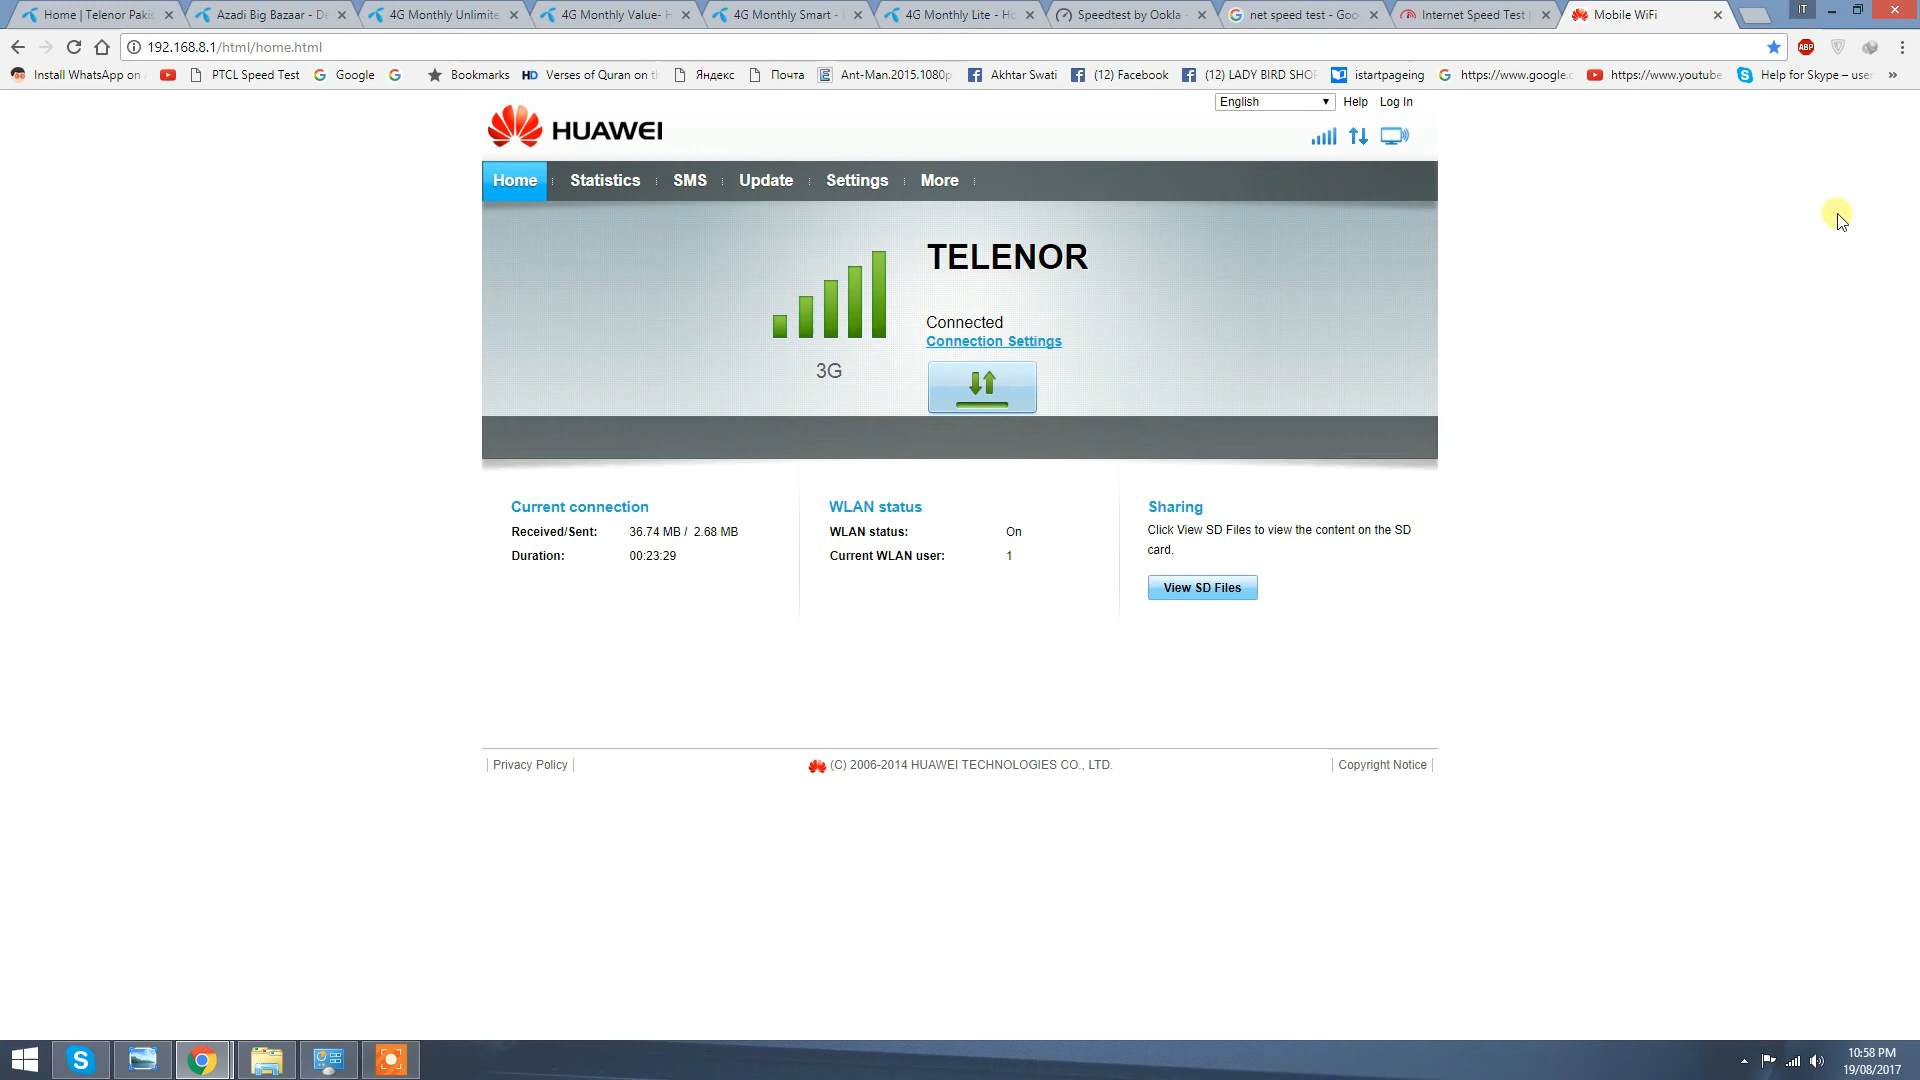 Home | Telenor Pakis
Azadi Big Bazaar - De
4G Monthly Unlimite
4G Monthly Value- H
4G Monthly Smart -
4G Monthly Lite - Ho
Speedtest by Ookla
net speed test - Goo
Internet Speed Test
Mobile WiFi
IT
192.168.8.1/html/home.html
ABP
Install WhatsApp on
PTCL Speed Test
Google
Bookmarks
HD Verses of Quran on t
Яндекс
Почта
Ant-Man.2015.1080p
Akhtar Swati
(12) Facebook
(12) LADY BIRD SHOP
istartpageing
https://www.google.c
https://www.youtube
Help for Skype – use
»
English
Help
Log In
HUAWEI
Home
Statistics
SMS
Update
Settings
More
TELENOR
Connected
Connection Settings
3G
Current connection
Received/Sent: 36.74 MB / 2.68 MB
Duration: 00:23:29
WLAN status
WLAN status: On
Current WLAN user: 1
Sharing
Click View SD Files to view the content on the SD
card.
View SD Files
Privacy Policy
(C) 2006-2014 HUAWEI TECHNOLOGIES CO., LTD.
Copyright Notice
10:58 PM
19/08/2017